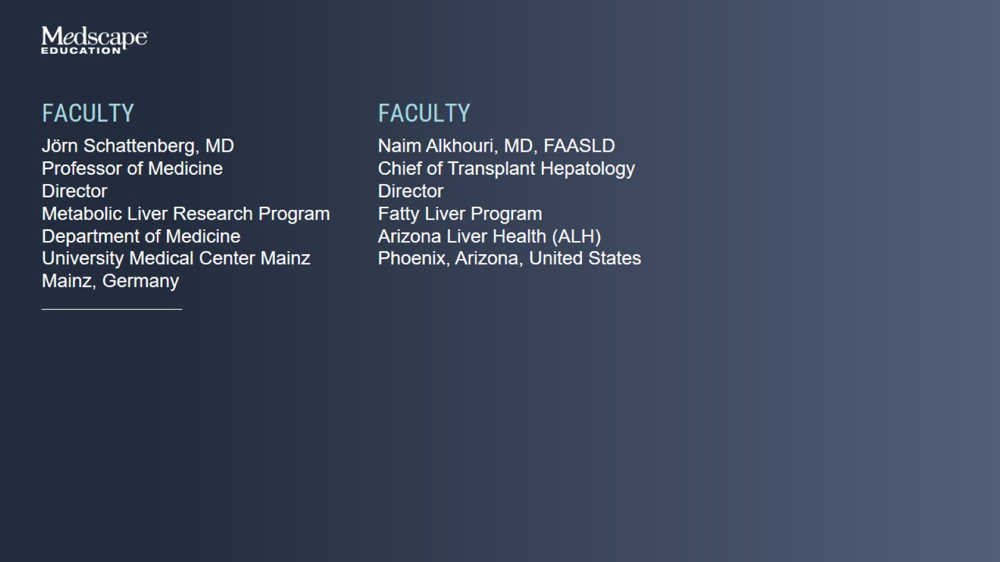 Medscape
EDUCATION
FACULTY
Jörn Schattenberg, MD
Professor of Medicine
Director
Metabolic Liver Research Program
Department of Medicine
University Medical Center Mainz
Mainz, Germany
FACULTY
Naim Alkhouri, MD, FAASLD
Chief of Transplant Hepatology
Director
Fatty Liver Program
Arizona Liver Health (ALH)
Phoenix, Arizona, United States